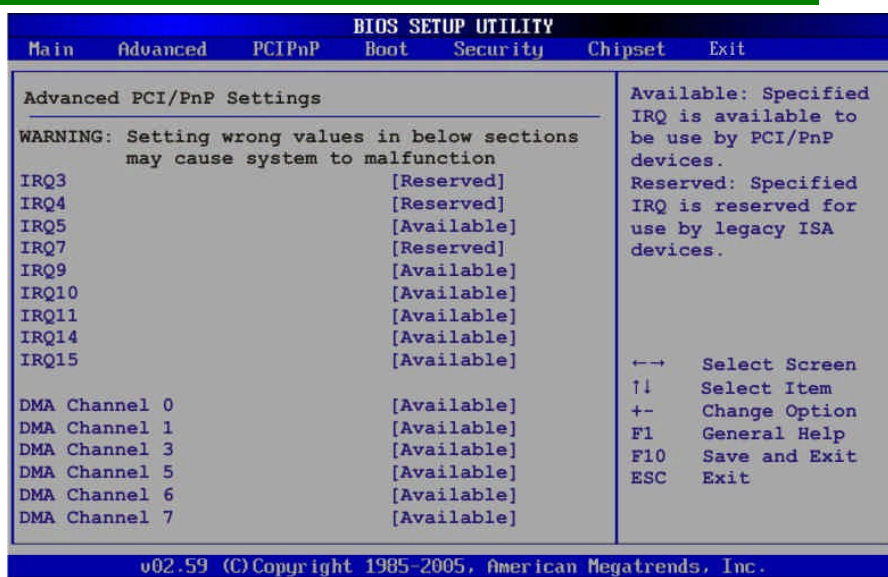 BIOS SETUP UTILITY
Main Advanced PCIPnP Boot Security Chipset Exit
Advanced PCI/PnP Settings
WARNING: Setting wrong values in below sections
may cause system to malfunction
IRQ3 [Reserved]
IRQ4 [Reserved]
IRQ5 [Available]
IRQ7 [Reserved]
IRQ9 [Available]
IRQ10 [Available]
IRQ11 [Available]
IRQ14 [Available]
IRQ15 [Available]
DMA Channel 0 [Available]
DMA Channel 1 [Available]
DMA Channel 3 [Available]
DMA Channel 5 [Available]
DMA Channel 6 [Available]
DMA Channel 7 [Available]
Available: Specified
IRQ is available to
be use by PCI/PnP
devices.
Reserved: Specified
IRQ is reserved for
use by legacy ISA
devices.
←→ Select Screen
↑↓ Select Item
+- Change Option
F1 General Help
F10 Save and Exit
ESC Exit
v02.59 (C)Copyright 1985-2005, American Megatrends, Inc.